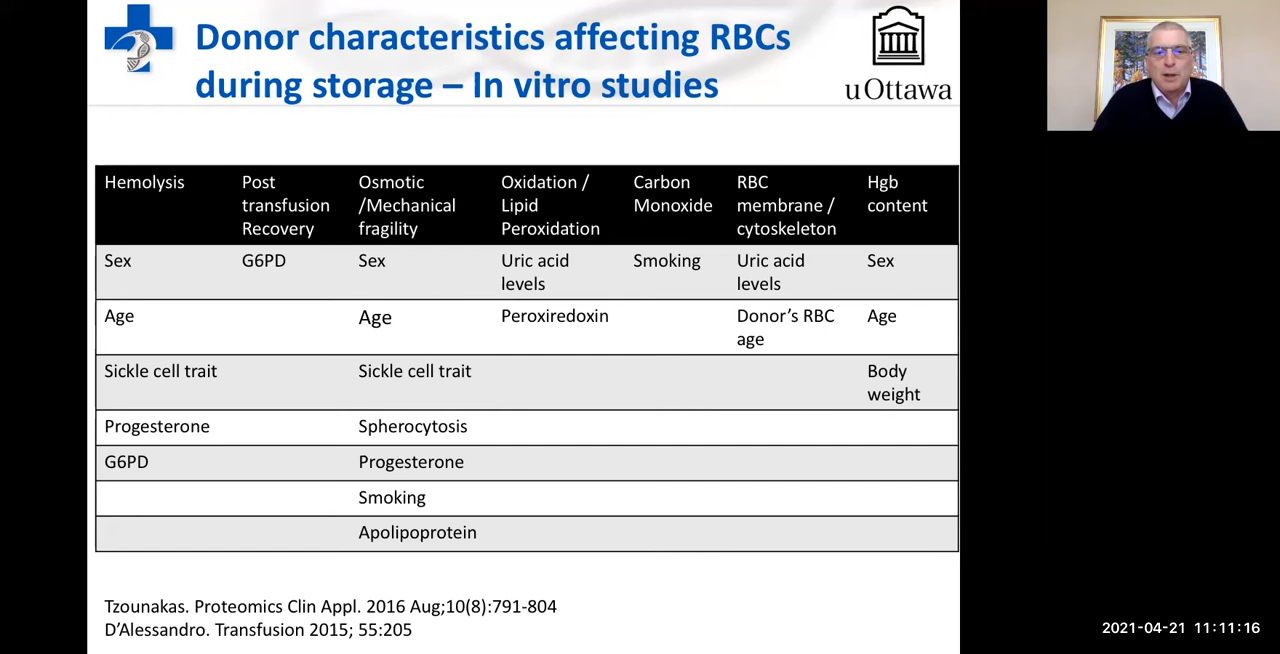 Donor characteristics affecting RBCs
during storage – In vitro studies
uOttawa
Hemolysis
Post
transfusion
Recovery
Osmotic
/Mechanical
fragility
Oxidation /
Lipid
Peroxidation
Carbon
Monoxide
RBC
membrane /
cytoskeleton
Hgb
content
Sex
G6PD
Sex
Uric acid
levels
Smoking
Uric acid
levels
Sex
Age
Age
Peroxiredoxin
Donor’s RBC
age
Age
Sickle cell trait
Sickle cell trait
Body
weight
Progesterone
Spherocytosis
G6PD
Progesterone
Smoking
Apolipoprotein
Tzounakas. Proteomics Clin Appl. 2016 Aug;10(8):791-804
D’Alessandro. Transfusion 2015; 55:205
2021-04-21 11:11:16